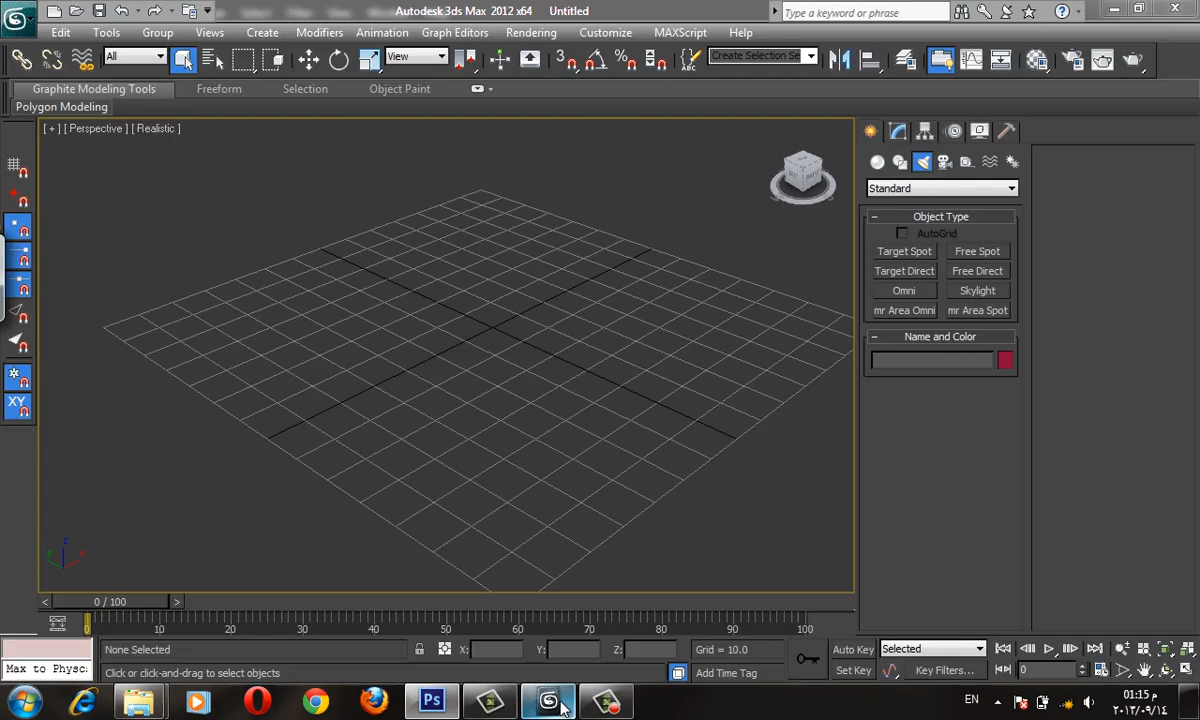 Autodesk 3ds Max 2012 x64 Untitled
Type a keyword or phrase
Edit Tools Group Views Create Modifiers Animation Graph Editors Rendering Customize MAXScript Help
All View 3 % Create Selection Se
Graphite Modeling Tools Freeform Selection Object Paint
Polygon Modeling
[ + ] [ Perspective ] [ Realistic ]
Standard
Object Type
AutoGrid
Target Spot Free Spot
Target Direct Free Direct
Omni Skylight
mr Area Omni mr Area Spot
Name and Color
XY
z
y x
< 0 / 100 >
0 10 20 30 40 50 60 70 80 90 100
None Selected X: Y: Z: Grid = 10.0 Auto Key Selected
Max to Physc: Click or click-and-drag to select objects Add Time Tag Set Key Key Filters... 0
Ps EN م 01:15
٢٠١٣/٠٩/١٤